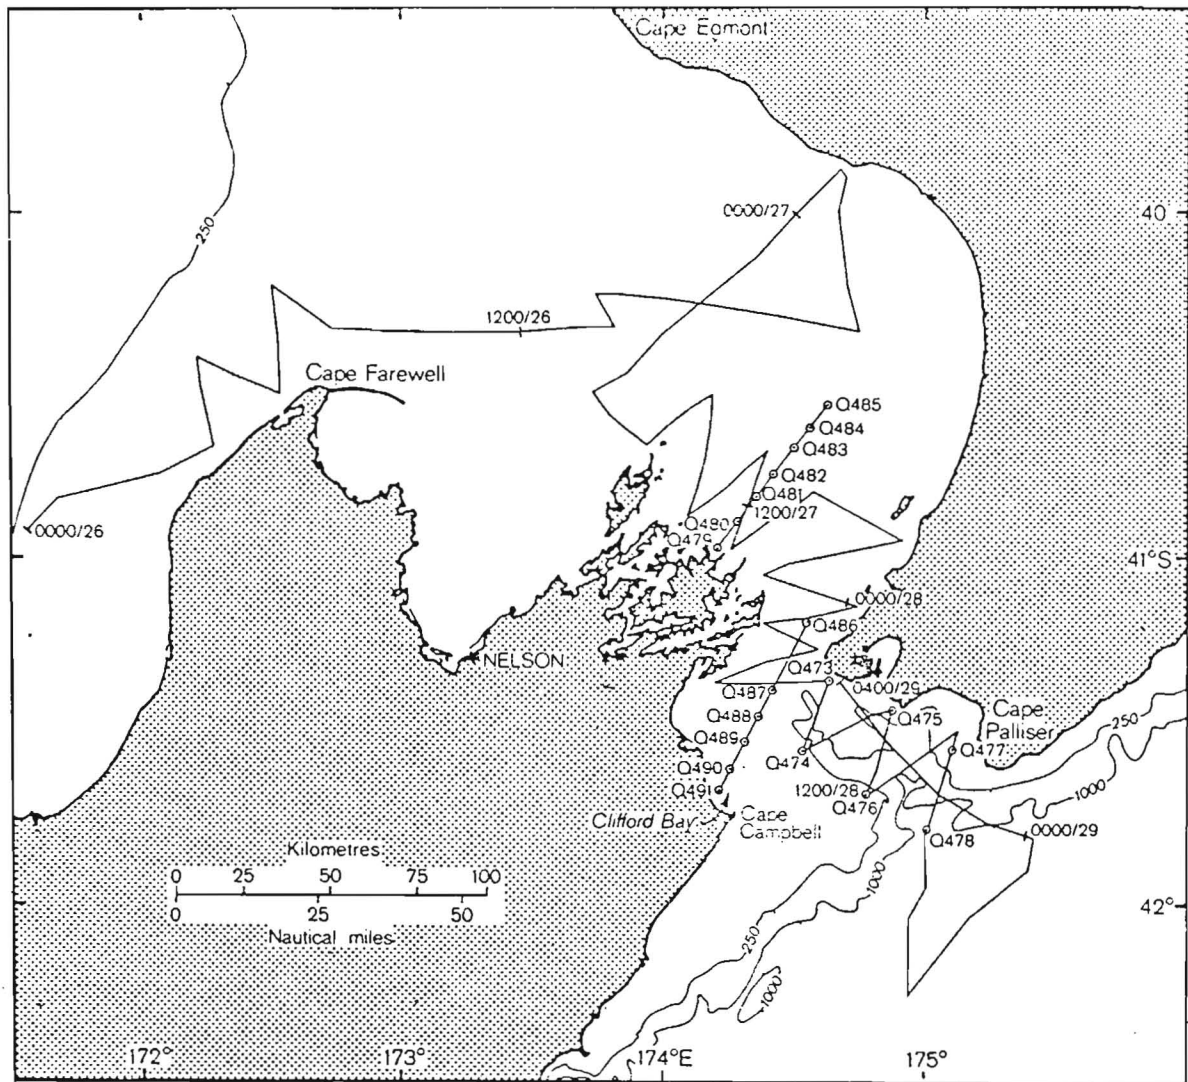 Cape Egmont
250
0000/27
40
1200/26
Cape Farewell
Q485
Q484
Q483
Q482
Q481
1200/27
Q480
Q479
0000/26
41°S
0000/28
Q486
NELSON
Q473
0400/29
Q487
Q475
Cape
Palliser
250
Q488
Q489
Q474
Q477
1000
Q490
1200/28
Q491
Q476
Clifford Bay
Cape
Campbell
0000/29
Q478
Kilometres
0 25 50 75 100
0 25 50
Nautical miles
1000
42°
250
1000
172°
173°
174°E
175°